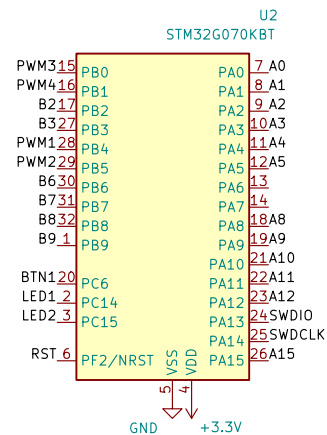 U2
STM32G070KBT
PWM3 15 PB0 PA0 7 A0
PWM4 16 PB1 PA1 8 A1
B2 17 PB2 PA2 9 A2
B3 27 PB3 PA3 10 A3
PWM1 28 PB4 PA4 11 A4
PWM2 29 PB5 PA5 12 A5
B6 30 PB6 PA6 13
B7 31 PB7 PA7 14
B8 32 PB8 PA8 18 A8
B9 1 PB9 PA9 19 A9
PA10 21 A10
BTN1 20 PC6 PA11 22 A11
LED1 2 PC14 PA12 23 A12
LED2 3 PC15 PA13 24 SWDIO
PA14 25 SWDCLK
RST 6 PF2/NRST PA15 26 A15
VSS VDD
5 4
GND +3.3V